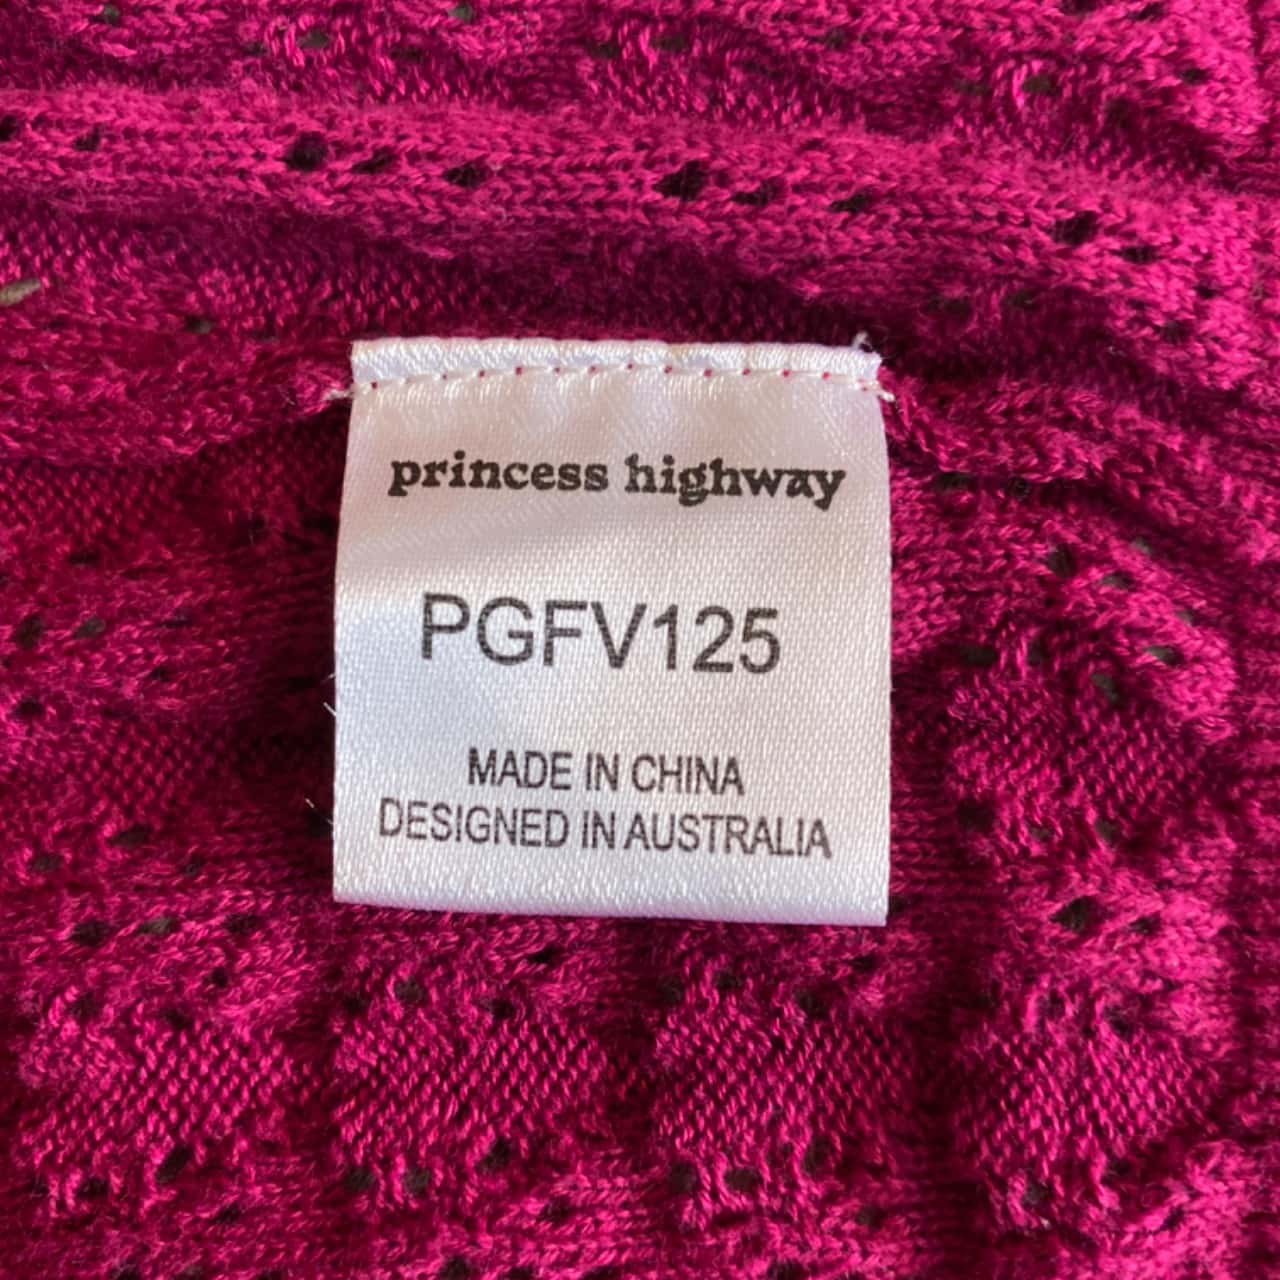 princess highway
PGFV125
MADE IN CHINA
DESIGNED IN AUSTRALIA